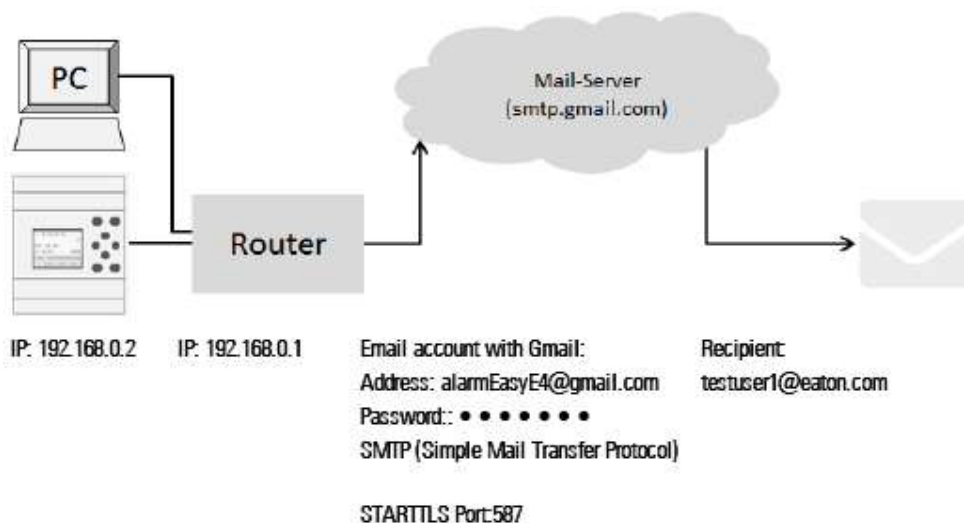 PC
Mail-Server
(smtp.gmail.com)
Router
IP: 192.168.0.2
IP: 192.168.0.1
Email account with Gmail:
Address: alarmEasyE4@gmail.com
Password:: ● ● ● ● ● ● ●
SMTP (Simple Mail Transfer Protocol)
STARTTLS Port:587
Recipient:
testuser1@eaton.com